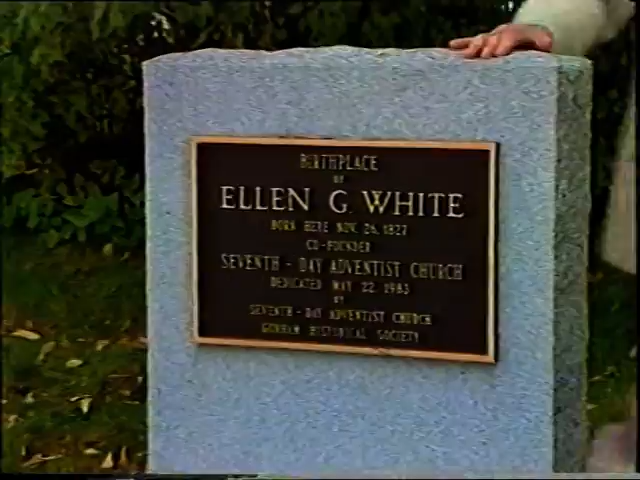 BIRTHPLACE
OF
ELLEN G. WHITE
BORN HERE NOV. 26, 1827
CO-FOUNDER
SEVENTH - DAY ADVENTIST CHURCH
DEDICATED MAY 22, 1983
BY
SEVENTH - DAY ADVENTIST CHURCH
GORHAM HISTORICAL SOCIETY